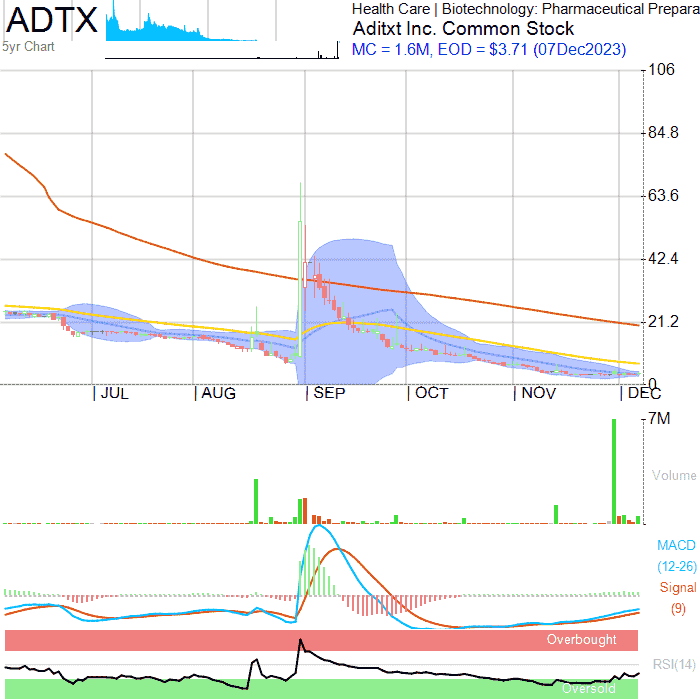 ADTX
5yr Chart
Health Care | Biotechnology: Pharmaceutical Prepara
Aditxt Inc. Common Stock
MC = 1.6M, EOD = $3.71 (07Dec2023)
106
84.8
63.6
42.4
21.2
0
JUL
AUG
SEP
OCT
NOV
DEC
7M
Volume
MACD
(12-26)
Signal
(9)
Overbought
RSI(14)
Oversold